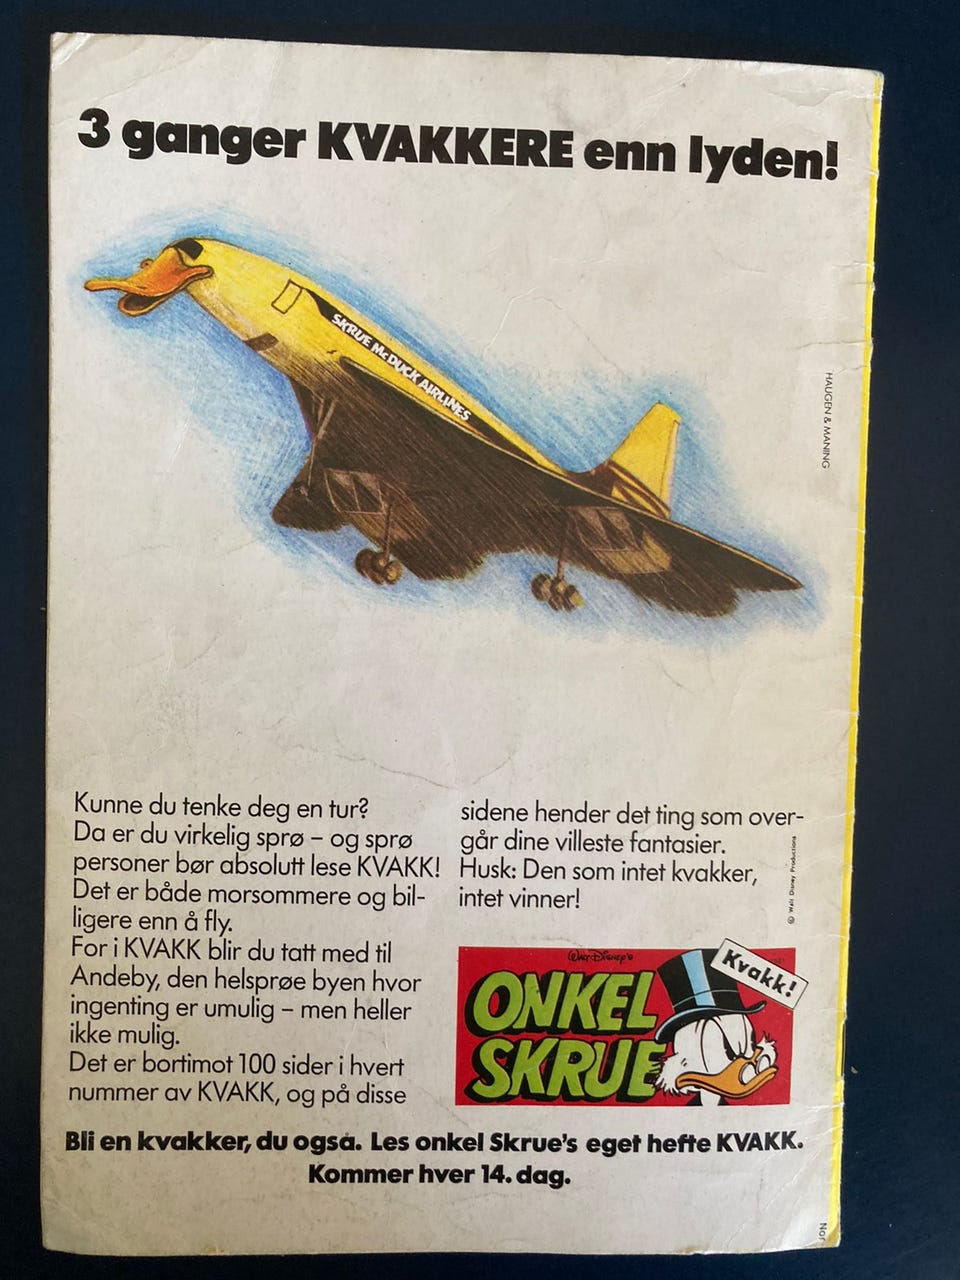 3 ganger KVAKKERE enn lyden!
SKRUE McDUCK AIRLINES
HAUGEN & MANING
Kunne du tenke deg en tur?
Da er du virkelig sprø – og sprø
personer bør absolutt lese KVAKK!
Det er både morsommere og bil-
ligere enn å fly.
For i KVAKK blir du tatt med til
Andeby, den helsprøe byen hvor
ingenting er umulig – men heller
ikke mulig.
Det er bortimot 100 sider i hvert
nummer av KVAKK, og på disse
sidene hender det ting som over-
går dine villeste fantasier.
Husk: Den som intet kvakker,
intet vinner!
© Walt Disney Productions
Walt Disney's
ONKEL
SKRUE
Kvakk!
Bli en kvakker, du også. Les onkel Skrue's eget hefte KVAKK.
Kommer hver 14. dag.
Nor